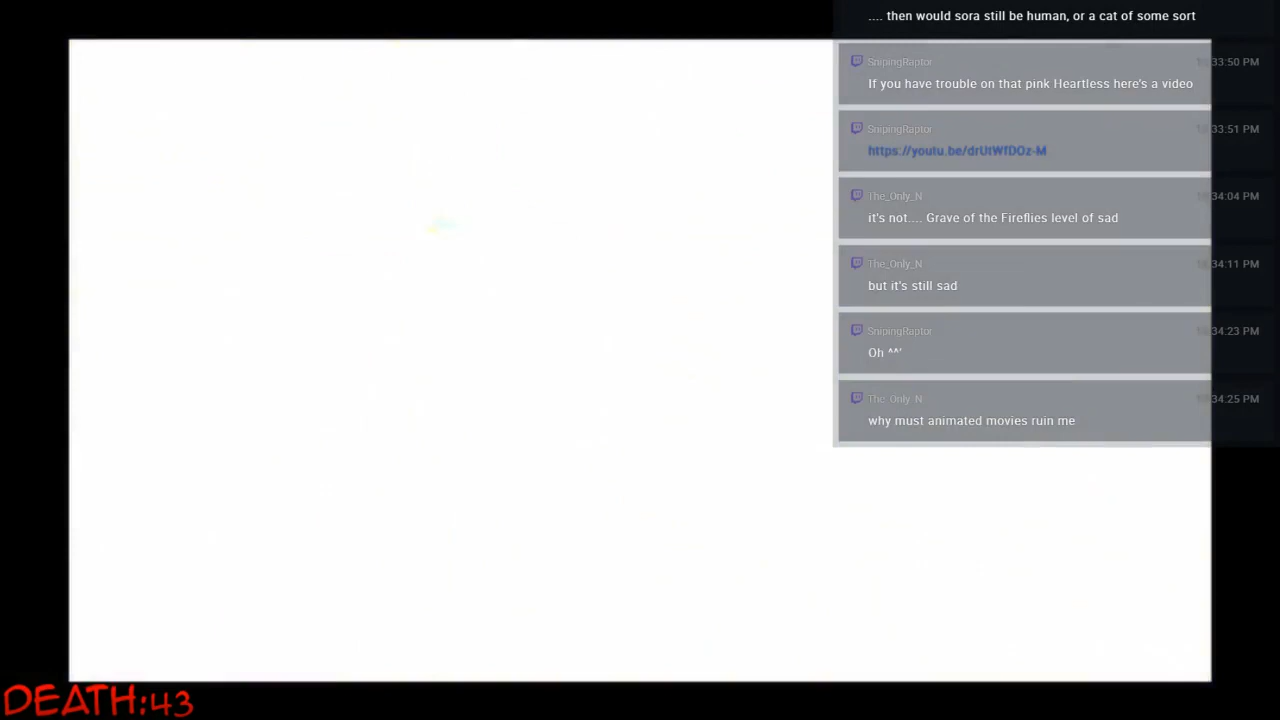 .... then would sora still be human, or a cat of some sort
SnipingRaptor
:33:50 PM
If you have trouble on that pink Heartless here's a video
SnipingRaptor
:33:51 PM
https://youtu.be/drUtWfDOz-M
The_Only_N
:34:04 PM
it's not.... Grave of the Fireflies level of sad
The_Only_N
:34:11 PM
but it's still sad
SnipingRaptor
:34:23 PM
Oh ^^'
The_Only_N
:34:25 PM
why must animated movies ruin me
DEATH:43